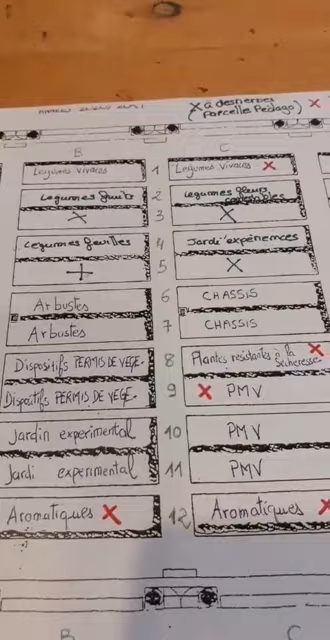 X à desherber
(Parcelle Pedago) X
B C
Legumes vivaces 1 Legumes Vivaces X
Legumes fruits 2 Legumes fleurs
comestibles
X 3 X
Legumes feuilles 4 Jardi'expériences
+ 5 X
Arbustes 6 CHASSIS
Arbustes 7 CHASSIS
Dispositifs PERMIS DE VEGE. 8 Plantes resistantes à la X
sécheresse
Dispositifs PERMIS DE VEGE. 9 X PMV
Jardin experimental 10 PMV
Jardi experimental 11 PMV
Aromatiques X 12 Aromatiques X
B C